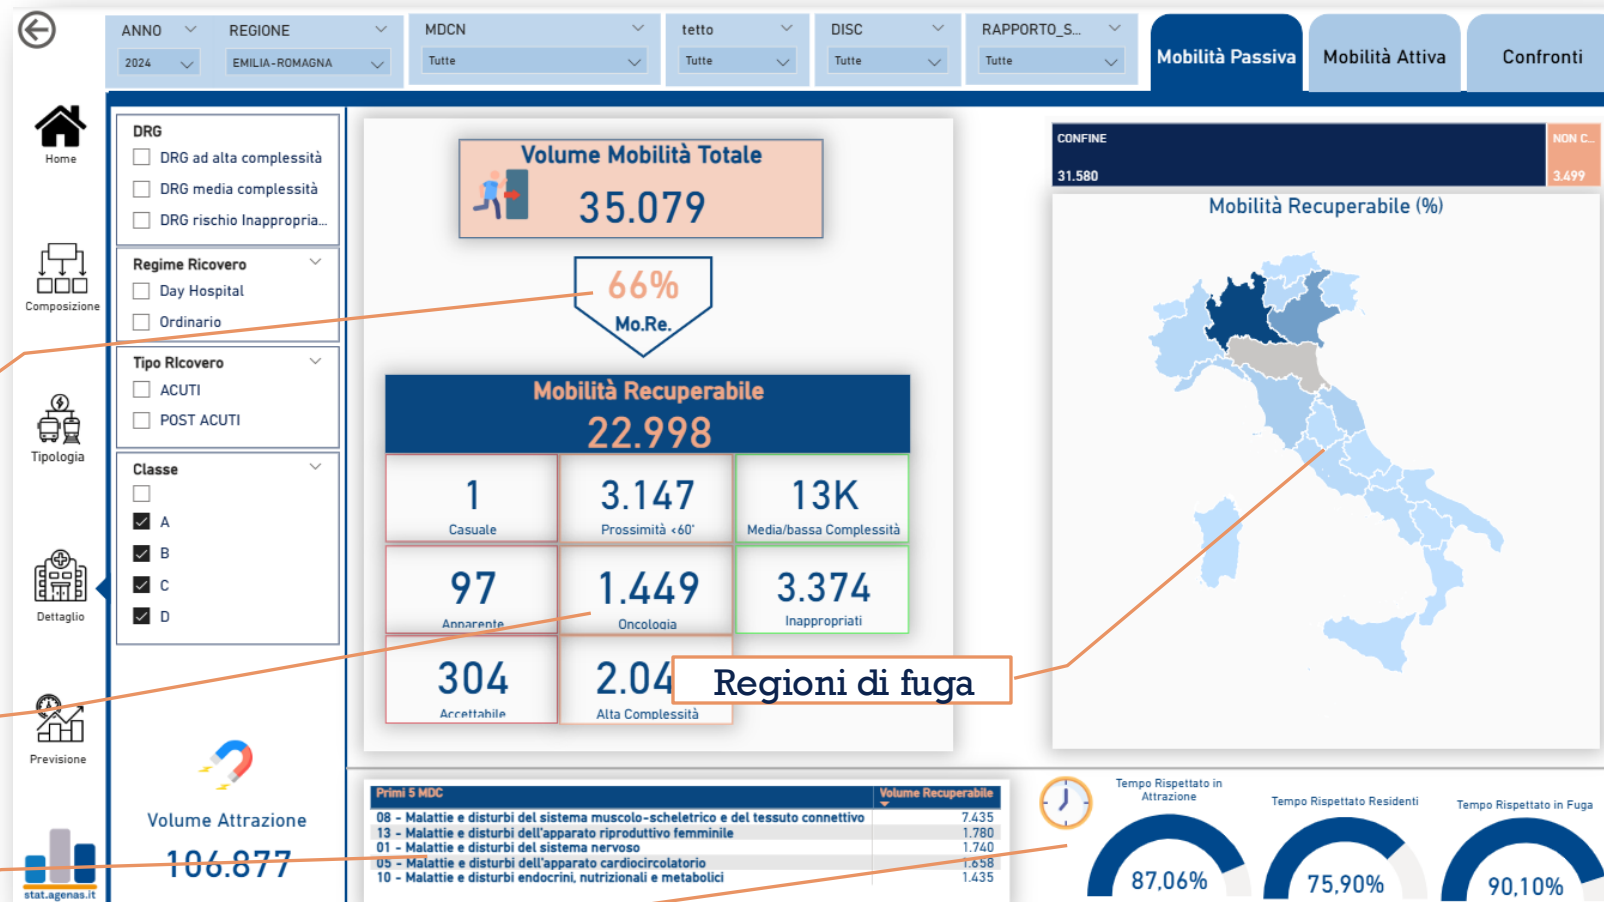 ANNO
2024
REGIONE
EMILIA-ROMAGNA
MDCN
Tutte
tetto
Tutte
DISC
Tutte
RAPPORTO_S...
Tutte
Mobilità Passiva
Mobilità Attiva
Confronti
Home
Composizione
Tipologia
Dettaglio
Previsione
stat.agenas.it
DRG
DRG ad alta complessità
DRG media complessità
DRG rischio Inappropria...
Regime Ricovero
Day Hospital
Ordinario
Tipo RIcovero
ACUTI
POST ACUTI
Classe
A
B
C
D
Volume Attrazione
106.877
Volume Mobilità Totale
35.079
66%
Mo.Re.
Mobilità Recuperabile
22.998
1
Casuale
3.147
Prossimità <60'
13K
Media/bassa Complessità
97
Apparente
1.449
Oncologia
3.374
Inappropriati
304
Accettabile
2.04
Alta Complessità
Regioni di fuga
CONFINE
31.580
NON C...
3.499
Mobilità Recuperabile (%)
Primi 5 MDC Volume Recuperabile
08 - Malattie e disturbi del sistema muscolo-scheletrico e del tessuto connettivo 7.435
13 - Malattie e disturbi dell'apparato riproduttivo femminile 1.780
01 - Malattie e disturbi del sistema nervoso 1.740
05 - Malattie e disturbi dell'apparato cardiocircolatorio 1.658
10 - Malattie e disturbi endocrini, nutrizionali e metabolici 1.435
Tempo Rispettato in
Attrazione
87,06%
Tempo Rispettato Residenti
75,90%
Tempo Rispettato in Fuga
90,10%